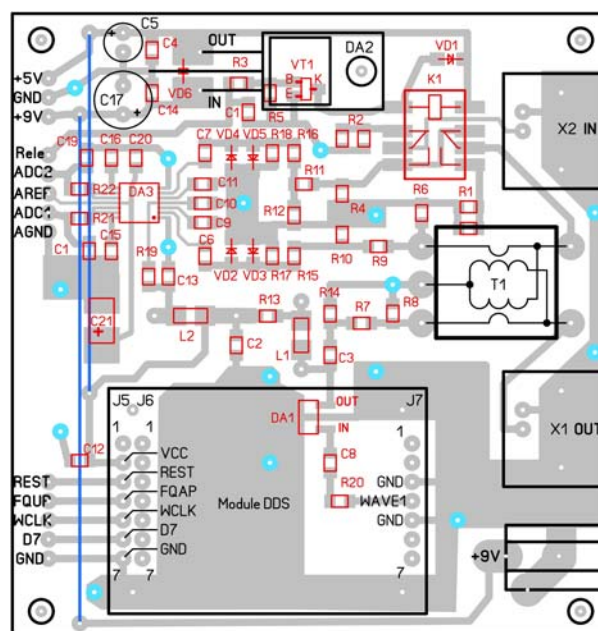 C5
C4
OUT
+5V
GND
+9V
C17
VD6
C14
IN
R3
VT1
B
K
E
DA2
VD1
K1
C1
R5
X2 IN
Rele
ADC2
AREF
ADC1
AGND
C19
C16
C20
C7
VD4
VD5
R18
R16
R2
R22
DA3
R21
C11
C10
C9
R11
R12
R4
R6
R1
C1
C15
R19
C13
C6
VD2
VD3
R17
R15
R10
R9
T1
C21
L2
R13
R14
R7
R8
C2
L1
C3
J5
J6
J7
OUT
DA1
IN
X1 OUT
1
1
1
C12
VCC
REST
FQAP
WCLK
D7
GND
Module DDS
C8
R20
GND
WAVE1
GND
REST
FQUP
WCLK
D7
GND
7
7
7
+9V